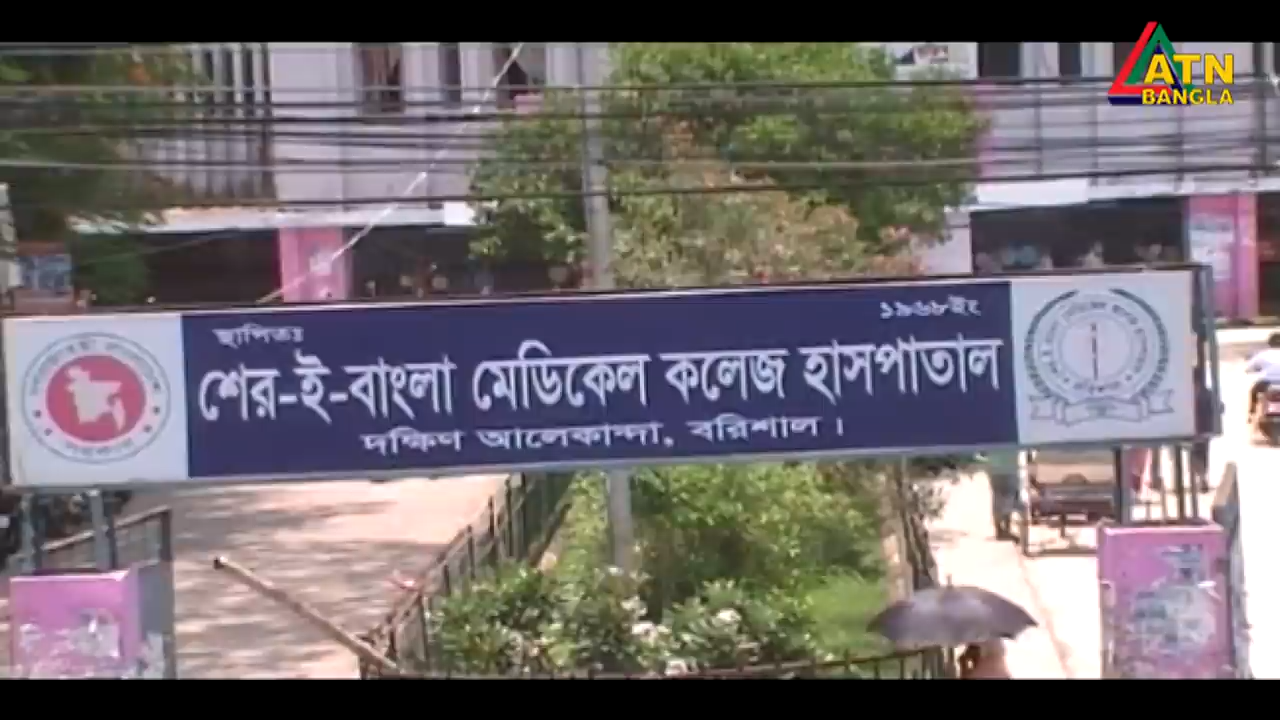 ATN
BANGLA
স্থাপিতঃ ১৯৬৮ইং
শের-ই-বাংলা মেডিকেল কলেজ হাসপাতাল
দক্ষিণ আলেকান্দা, বরিশাল ।